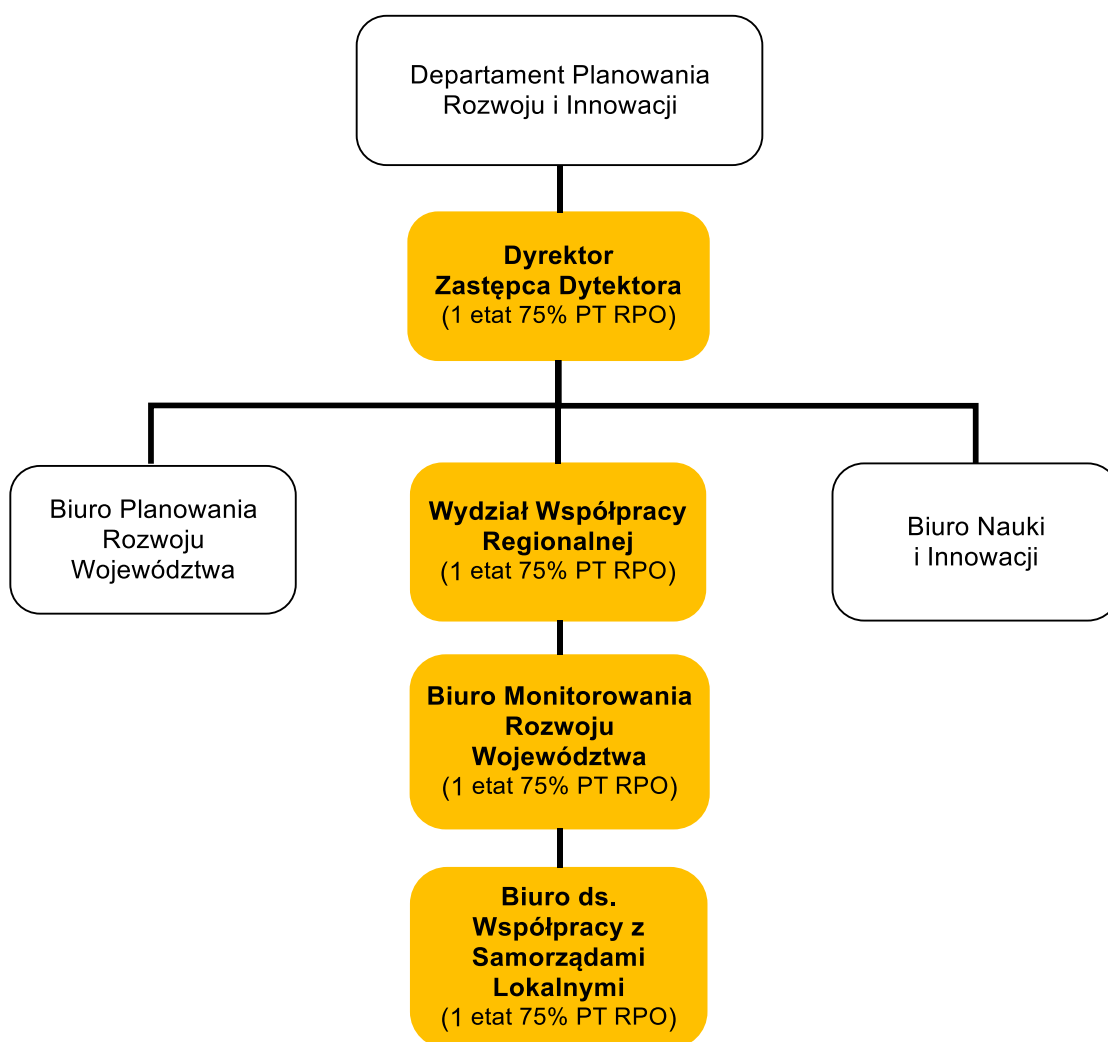 Departament Planowania
Rozwoju i Innowacji
Dyrektor
Zastępca Dytektora
(1 etat 75% PT RPO)
Biuro Planowania
Rozwoju
Województwa
Wydział Współpracy
Regionalnej
(1 etat 75% PT RPO)
Biuro Nauki
i Innowacji
Biuro Monitorowania
Rozwoju
Województwa
(1 etat 75% PT RPO)
Biuro ds.
Współpracy z
Samorządami
Lokalnymi
(1 etat 75% PT RPO)